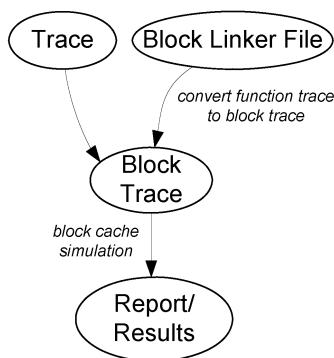 Trace
Block Linker File
convert function trace
to block trace
Block
Trace
block cache
simulation
Report/
Results